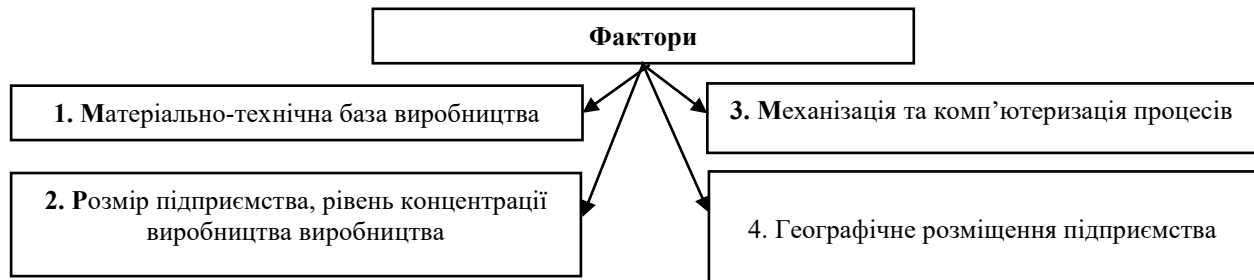 Фактори
1. Матеріально-технічна база виробництва
2. Розмір підприємства, рівень концентрації
виробництва виробництва
3. Механізація та комп’ютеризація процесів
4. Географічне розміщення підприємства